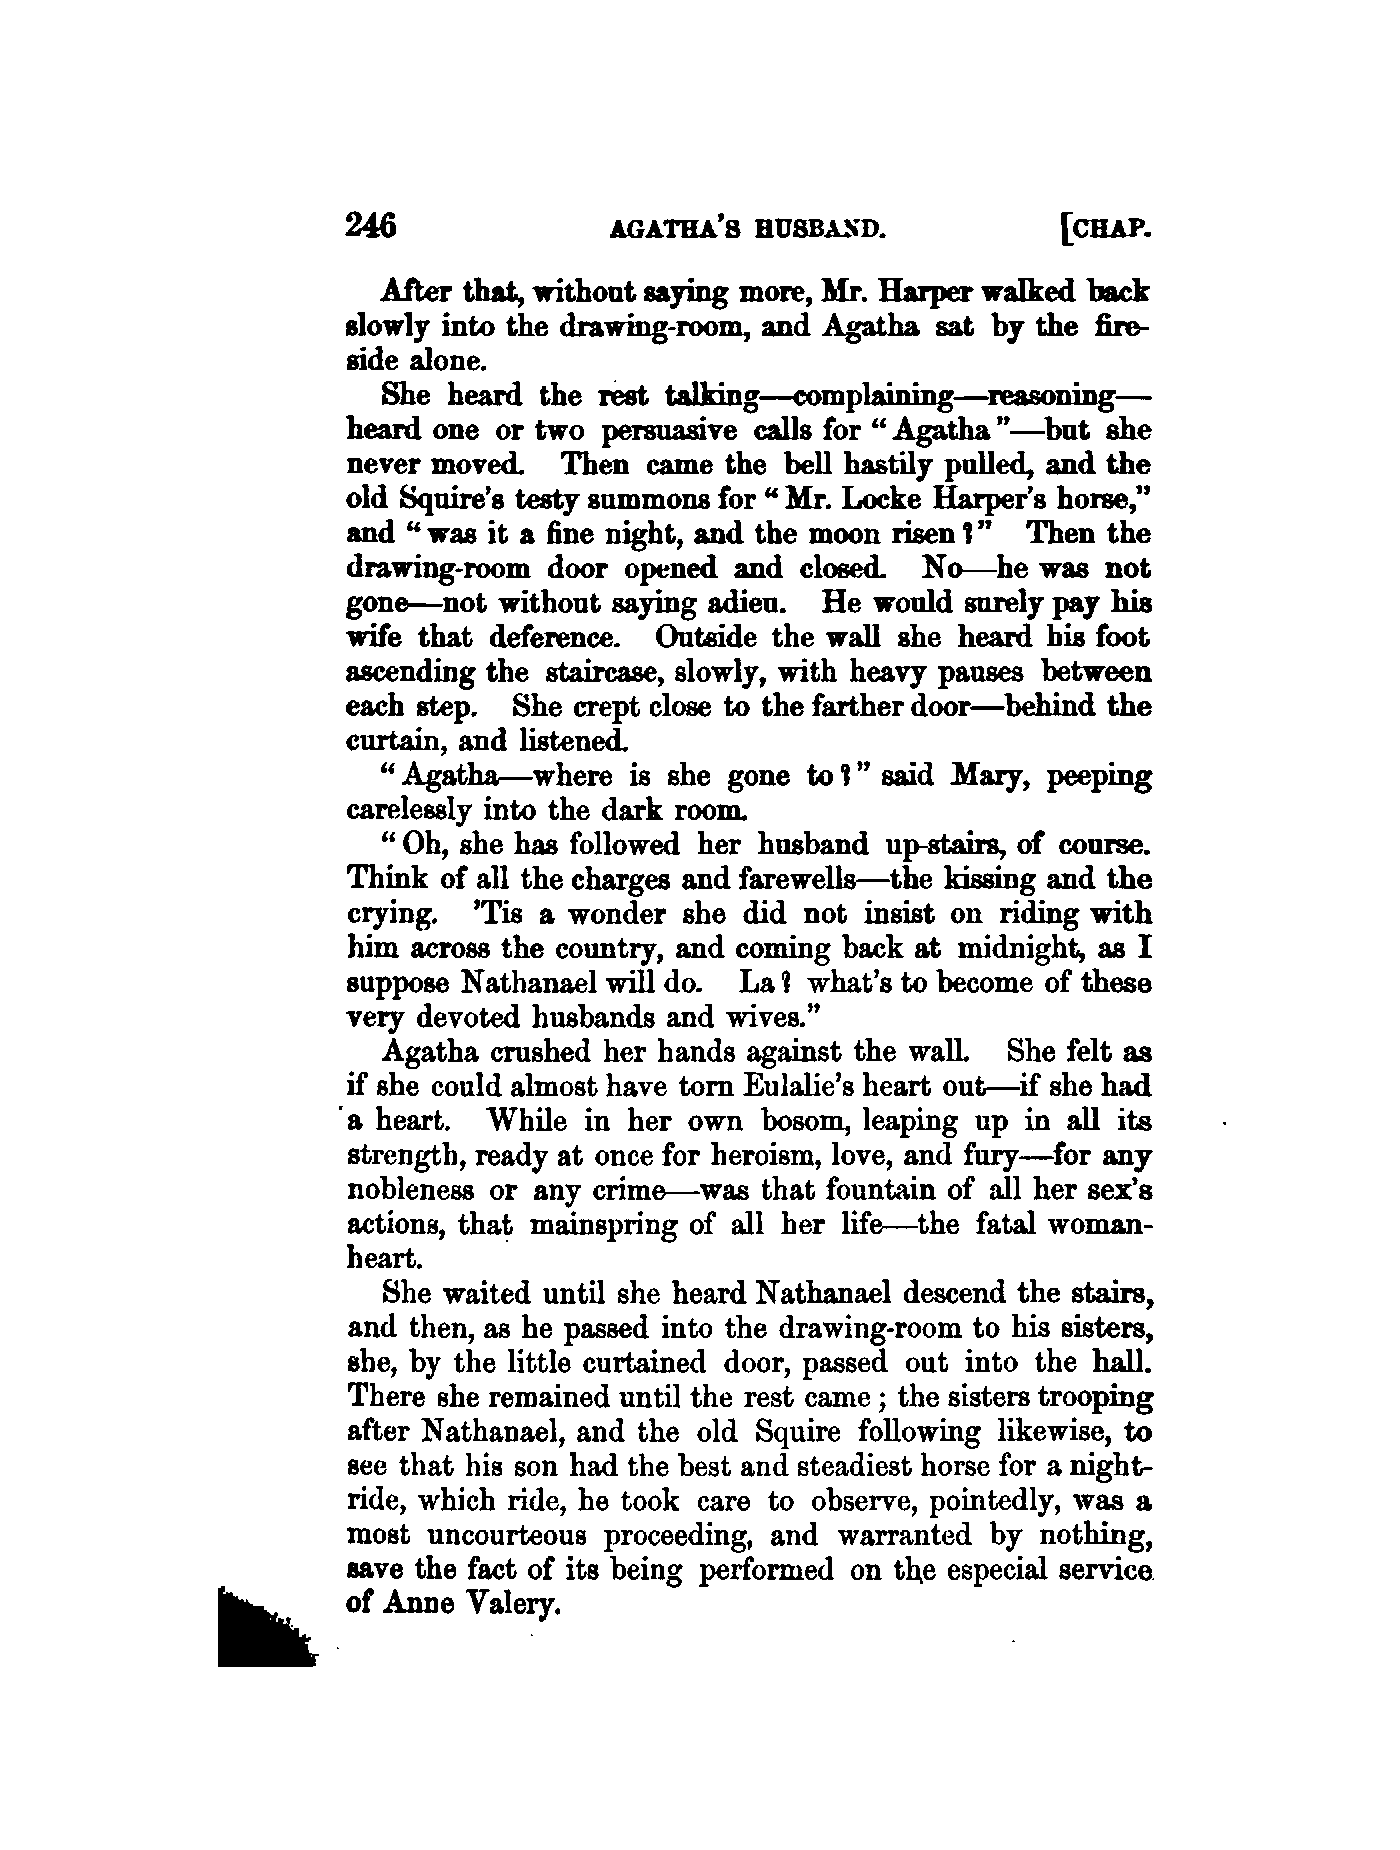 246 AGATHA'S HUSBAND. [CHAP.
After that, without saying more, Mr. Harper walked back
slowly into the drawing-room, and Agatha sat by the fire-
side alone.
She heard the rest talking—complaining—reasoning—
heard one or two persuasive calls for "Agatha"—but she
never moved. Then came the bell hastily pulled, and the
old Squire's testy summons for "Mr. Locke Harper's horse,"
and "was it a fine night, and the moon risen?" Then the
drawing-room door opened and closed. No—he was not
gone—not without saying adieu. He would surely pay his
wife that deference. Outside the wall she heard his foot
ascending the staircase, slowly, with heavy pauses between
each step. She crept close to the farther door—behind the
curtain, and listened.
"Agatha—where is she gone to?" said Mary, peeping
carelessly into the dark room.
"Oh, she has followed her husband up-stairs, of course.
Think of all the charges and farewells—the kissing and the
crying. 'Tis a wonder she did not insist on riding with
him across the country, and coming back at midnight, as I
suppose Nathanael will do. La? what's to become of these
very devoted husbands and wives."
Agatha crushed her hands against the wall. She felt as
if she could almost have torn Eulalie's heart out—if she had
a heart. While in her own bosom, leaping up in all its
strength, ready at once for heroism, love, and fury—for any
nobleness or any crime—was that fountain of all her sex's
actions, that mainspring of all her life—the fatal woman-
heart.
She waited until she heard Nathanael descend the stairs,
and then, as he passed into the drawing-room to his sisters,
she, by the little curtained door, passed out into the hall.
There she remained until the rest came; the sisters trooping
after Nathanael, and the old Squire following likewise, to
see that his son had the best and steadiest horse for a night-
ride, which ride, he took care to observe, pointedly, was a
most uncourteous proceeding, and warranted by nothing,
save the fact of its being performed on the especial service
of Anne Valery.